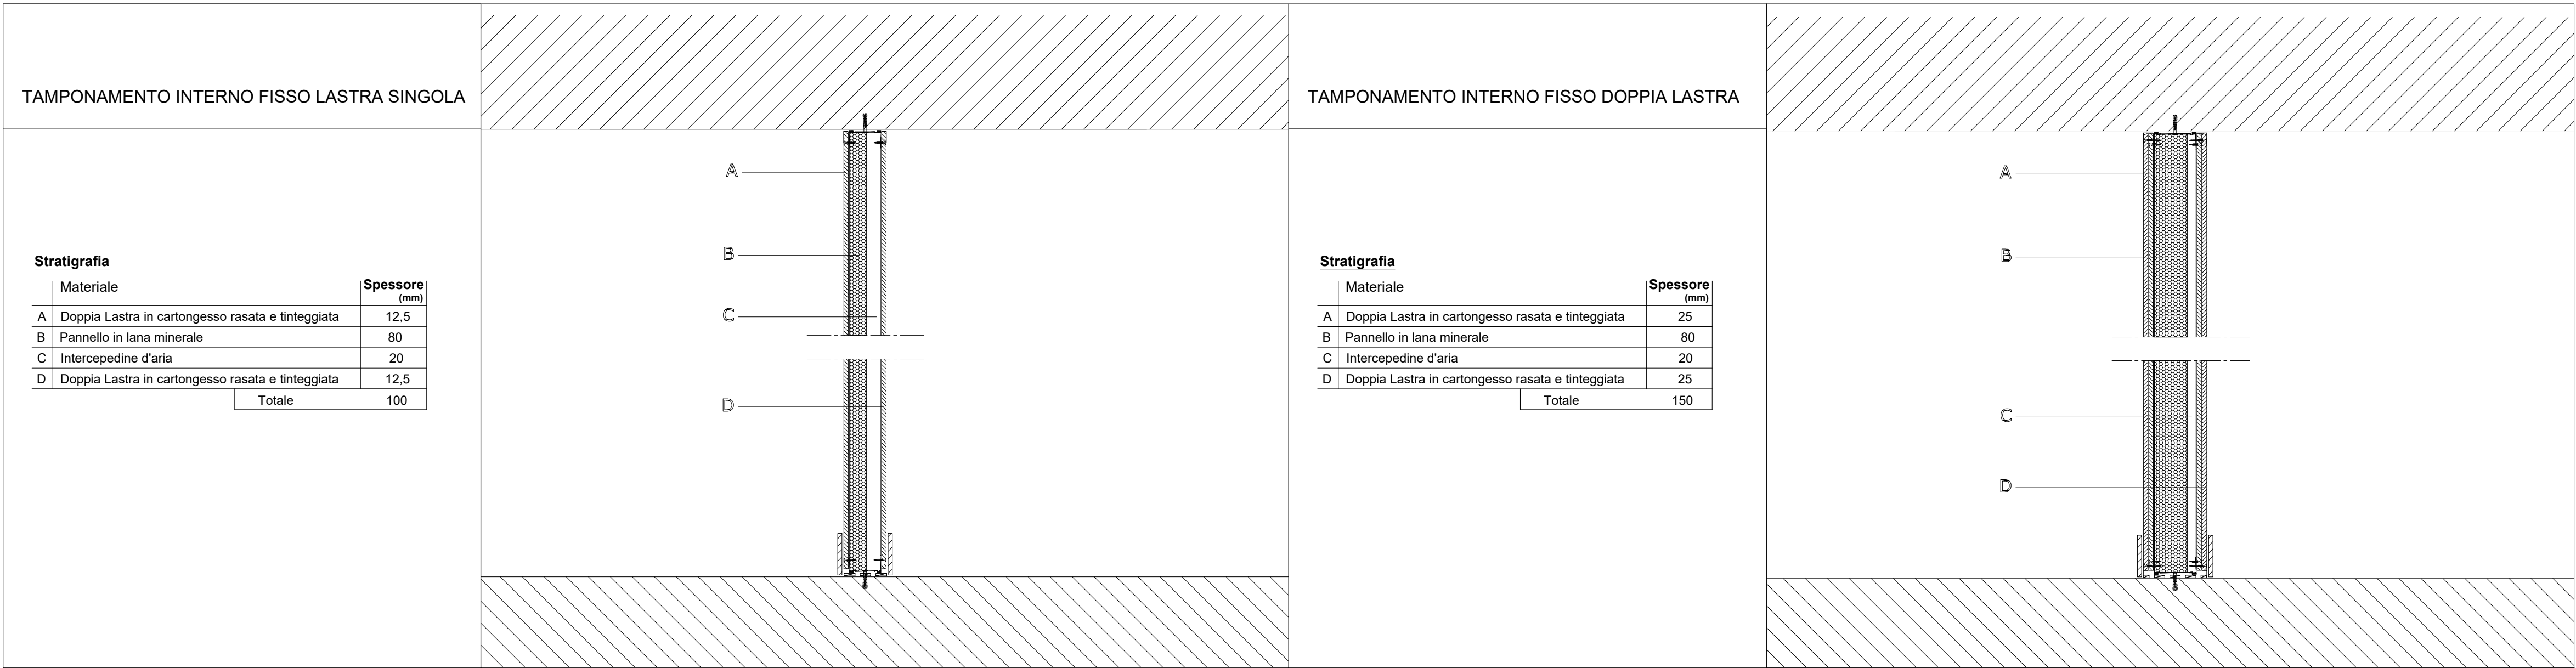 TAMPONAMENTO INTERNO FISSO LASTRA SINGOLA
Stratigrafia
Materiale Spessore
(mm)
A Doppia Lastra in cartongesso rasata e tinteggiata 12,5
B Pannello in lana minerale 80
C Intercepedine d'aria 20
D Doppia Lastra in cartongesso rasata e tinteggiata 12,5
Totale 100
A
B
C
D
TAMPONAMENTO INTERNO FISSO DOPPIA LASTRA
Stratigrafia
Materiale Spessore
(mm)
A Doppia Lastra in cartongesso rasata e tinteggiata 25
B Pannello in lana minerale 80
C Intercepedine d'aria 20
D Doppia Lastra in cartongesso rasata e tinteggiata 25
Totale 150
A
B
C
D